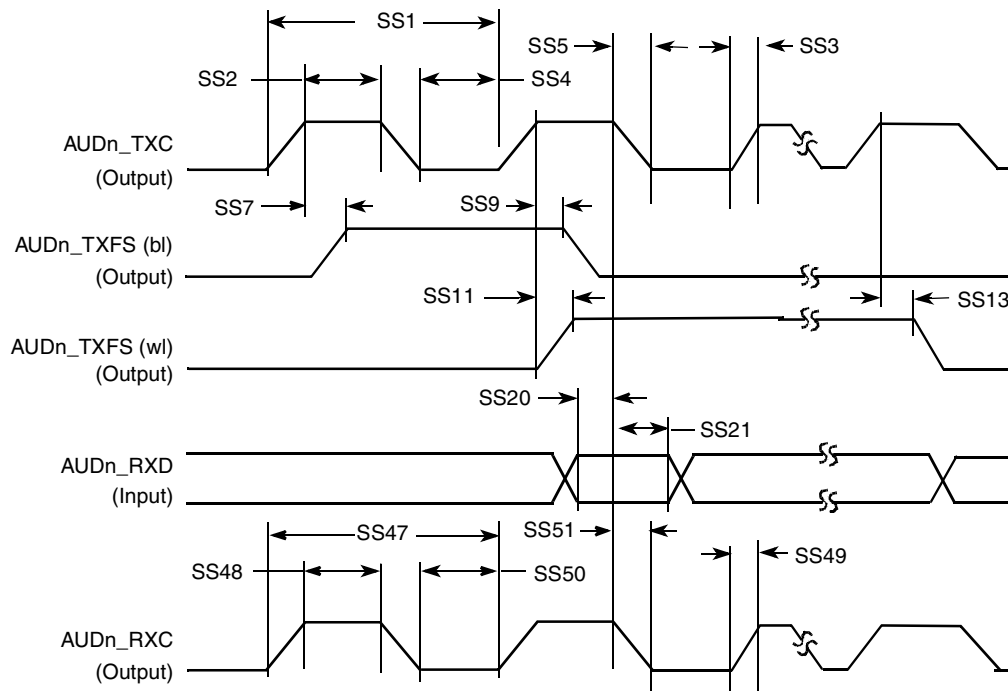 SS1
SS5
SS3
SS2
SS4
AUDn_TXC
(Output)
SS7
SS9
AUDn_TXFS (bl)
(Output)
SS11
SS13
AUDn_TXFS (wl)
(Output)
SS20
SS21
AUDn_RXD
(Input)
SS47
SS51
SS49
SS48
SS50
AUDn_RXC
(Output)